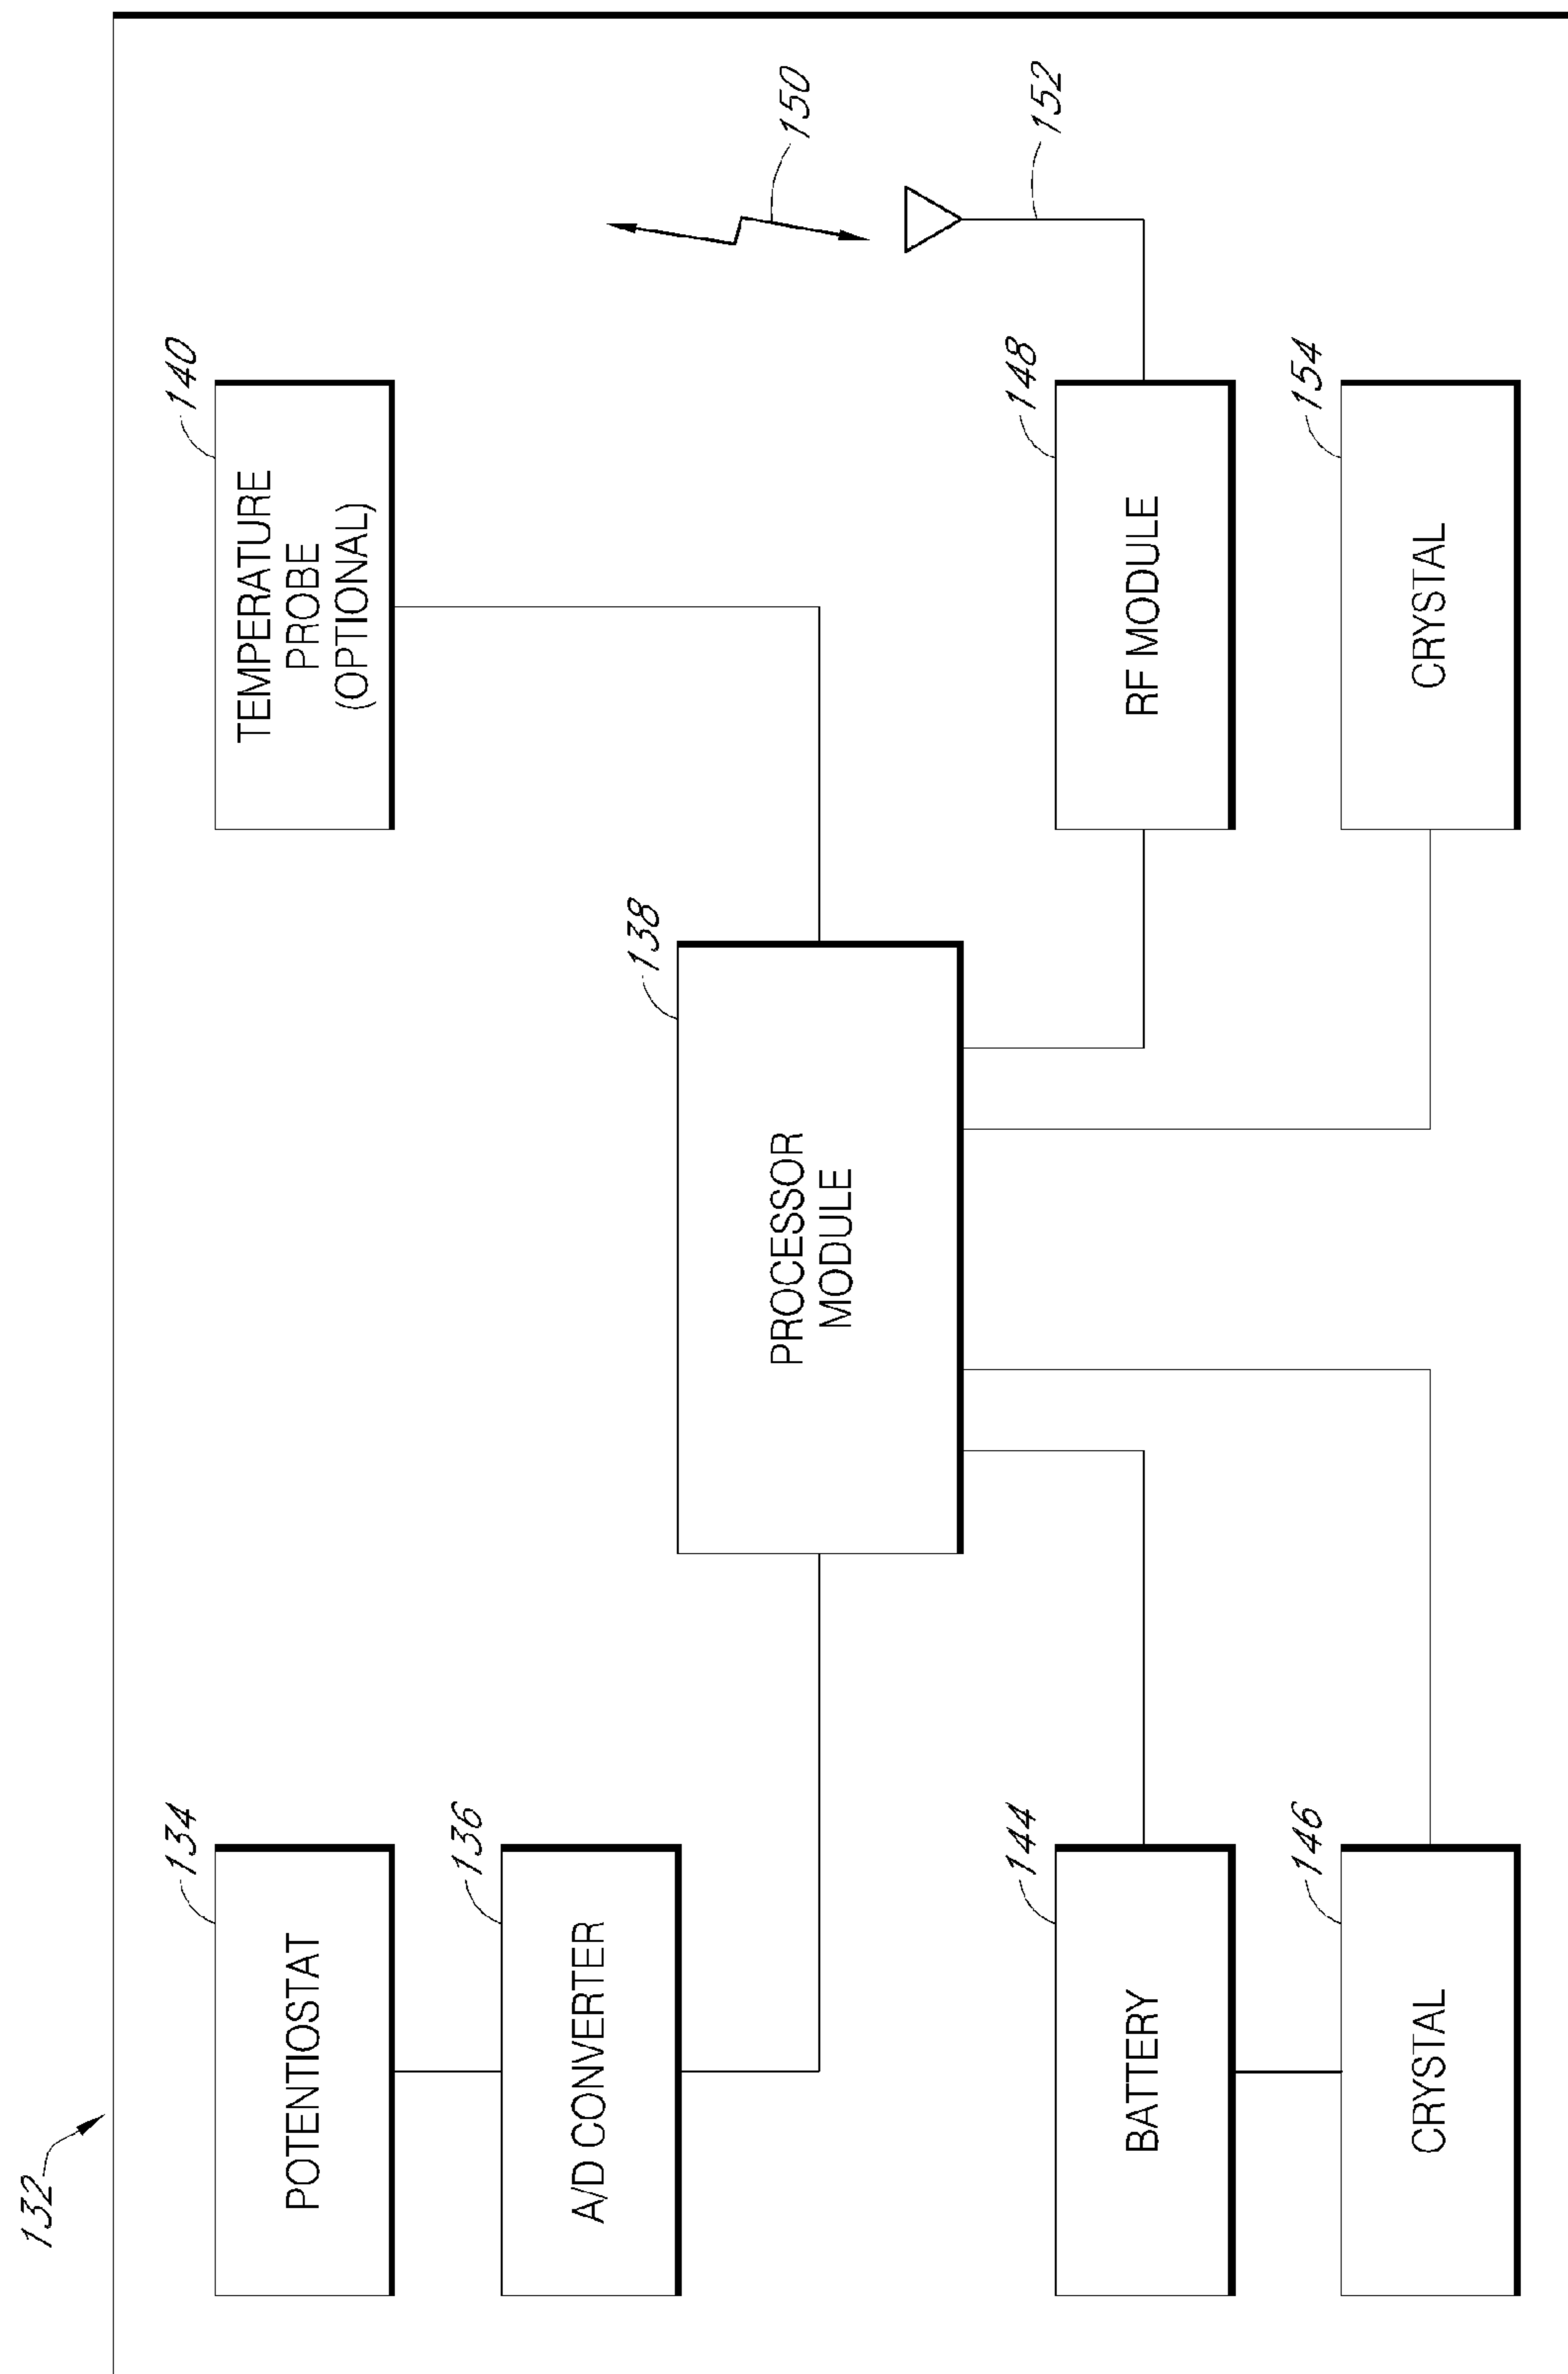 132
134
POTENTIOSTAT
136
A/D CONVERTER
138
PROCESSOR
MODULE
140
TEMPERATURE
PROBE
(OPTIONAL)
150
152
144
BATTERY
146
CRYSTAL
148
RF MODULE
154
CRYSTAL